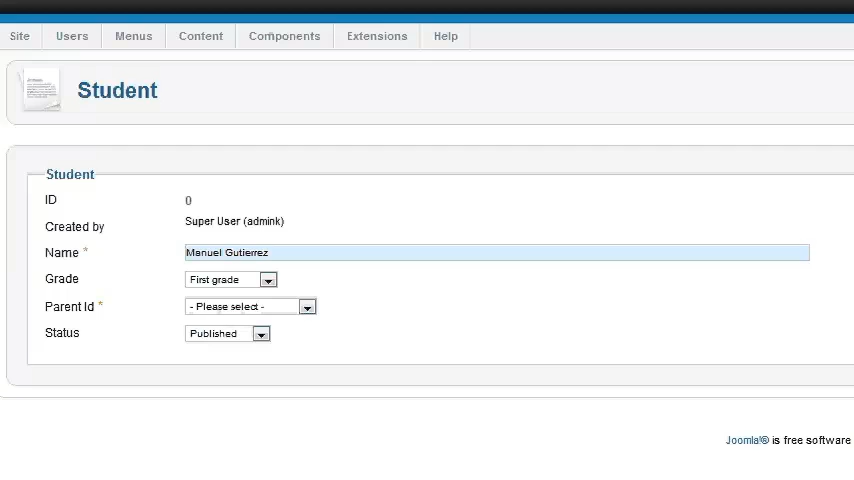 Site Users Menus Content Components Extensions Help
Student
Student
ID 0
Created by Super User (admink)
Name * Manuel Gutierrez
Grade First grade
Parent Id * - Please select -
Status Published
Joomla!® is free software